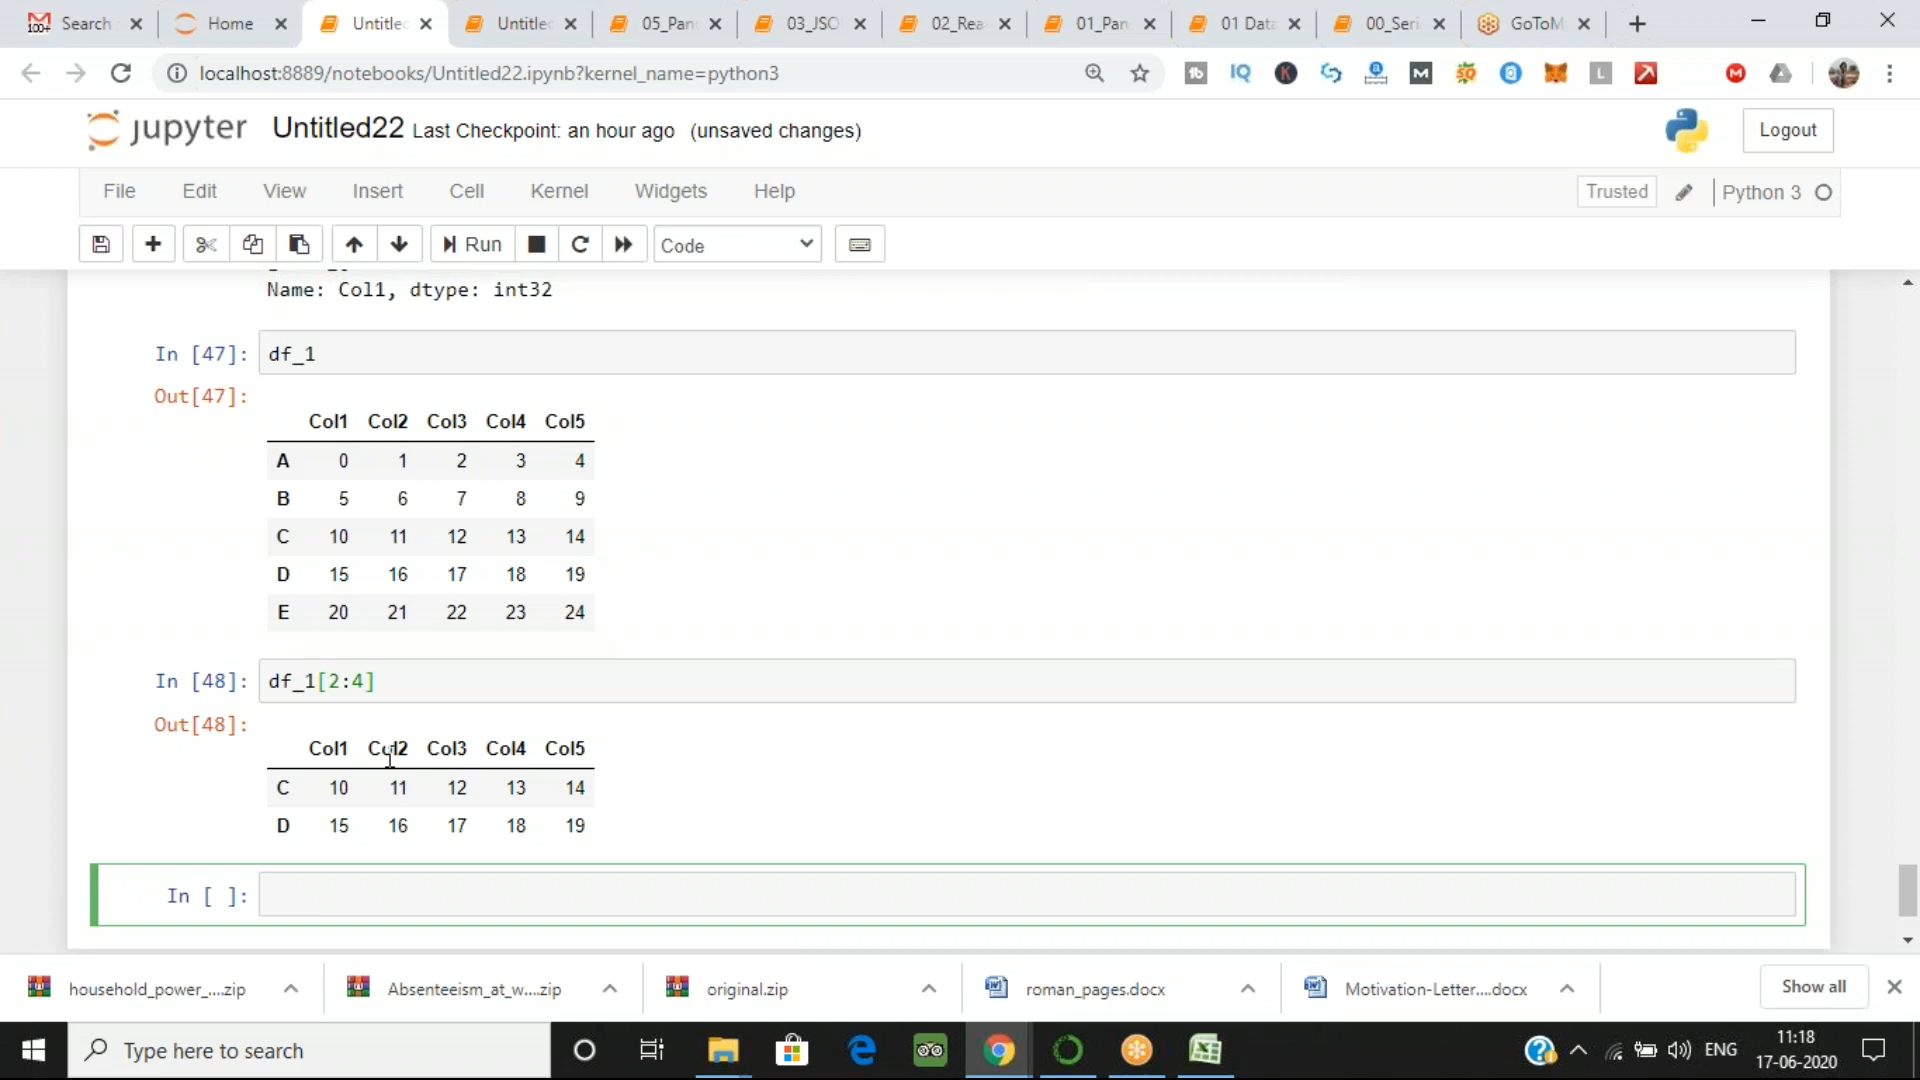 Search Home Untitle Untitle 05_Pan 03_JSO 02_Rea 01_Pan 01 Data 00_Seri GoToM
localhost:8889/notebooks/Untitled22.ipynb?kernel_name=python3
jupyter Untitled22 Last Checkpoint: an hour ago (unsaved changes) Logout
File Edit View Insert Cell Kernel Widgets Help Trusted Python 3
Run Code
Name: Col1, dtype: int32
In [47]: df_1
Out[47]:
Col1 Col2 Col3 Col4 Col5
A 0 1 2 3 4
B 5 6 7 8 9
C 10 11 12 13 14
D 15 16 17 18 19
E 20 21 22 23 24
In [48]: df_1[2:4]
Out[48]:
Col1 Col2 Col3 Col4 Col5
C 10 11 12 13 14
D 15 16 17 18 19
In [ ]:
household_power_....zip Absenteeism_at_w....zip original.zip roman_pages.docx Motivation-Letter....docx Show all
Type here to search ENG 11:18
17-06-2020